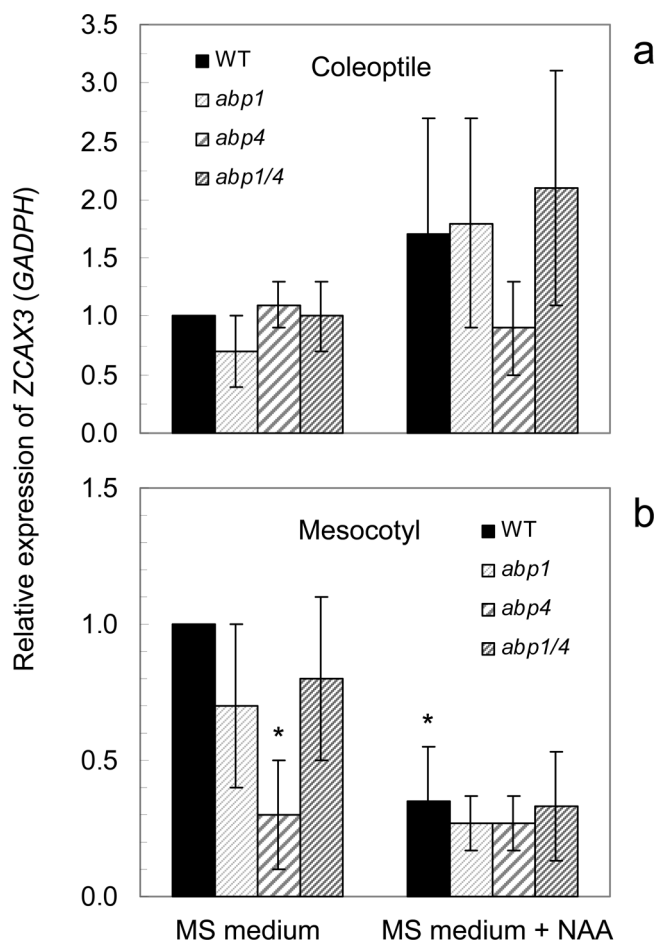 Relative expression of ZCAX3 (GADPH)
a
Coleoptile
WT
abp1
abp4
abp1/4
3.5
3.0
2.5
2.0
1.5
1.0
0.5
0.0
b
Mesocotyl
WT
abp1
abp4
abp1/4
1.5
1.0
0.5
0.0
*
*
MS medium
MS medium + NAA